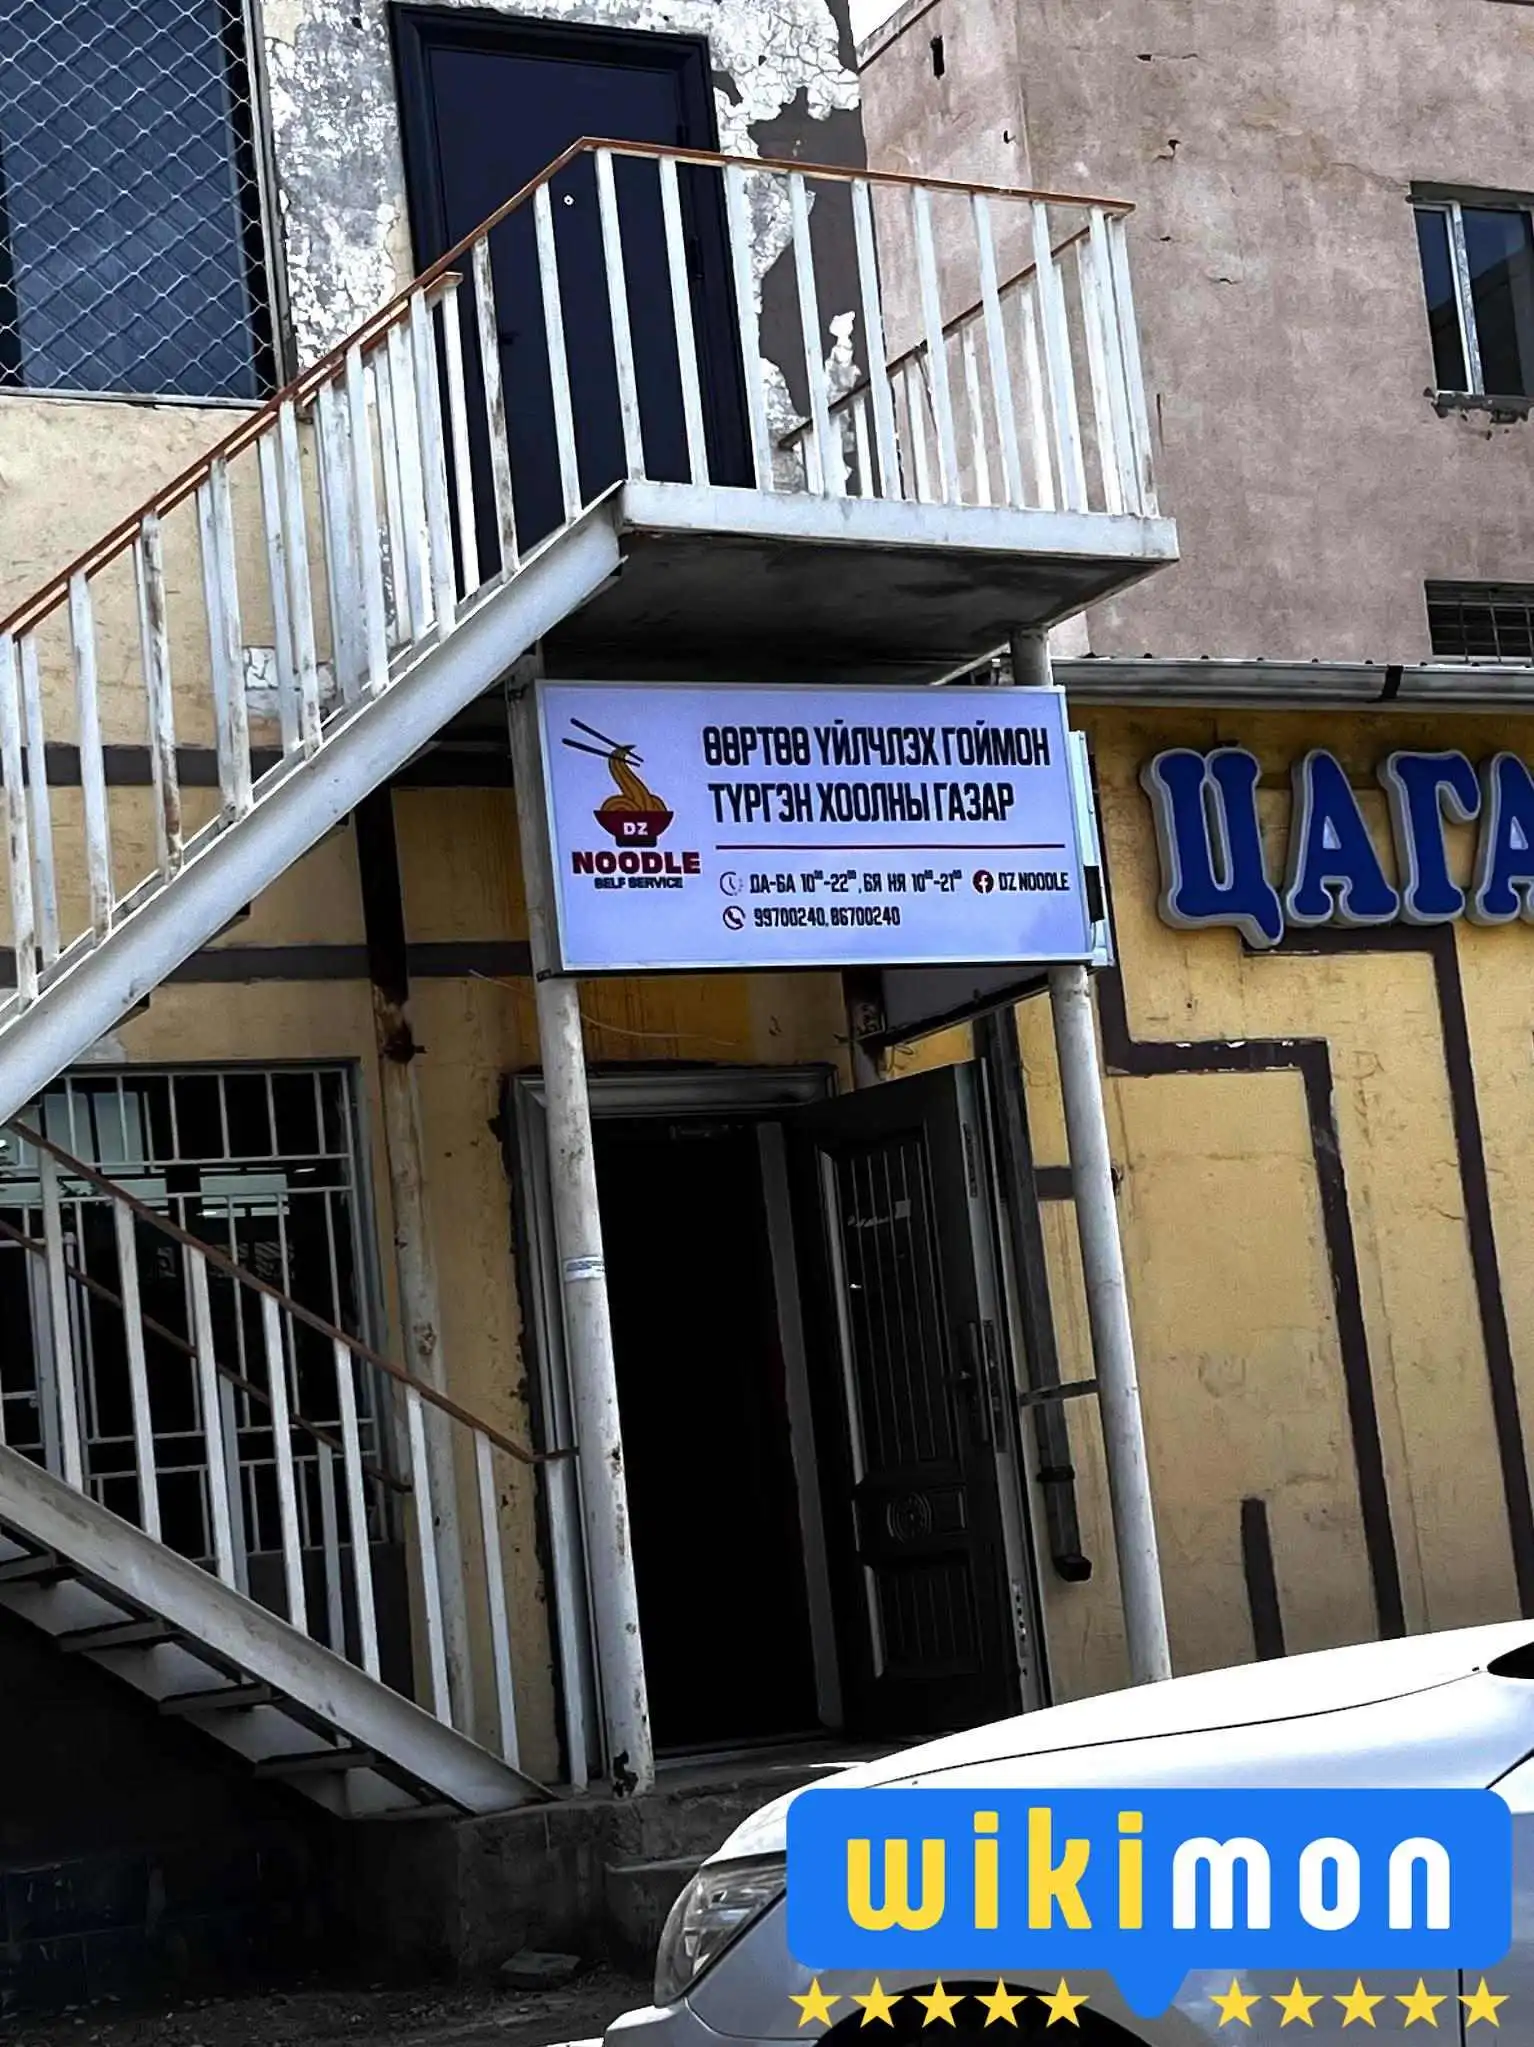 ӨӨРТӨӨ ҮЙЛЧЛЭХ ГОЙМОН
ТҮРГЭН ХООЛНЫ ГАЗАР
DZ
NOODLE
SELF SERVICE
ДА-БА 10⁰⁰-22⁰⁰, БЯ НЯ 10⁰⁰-21⁰⁰ DZ NOODLE
99700240, 86700240
ЦАГА
wikimon